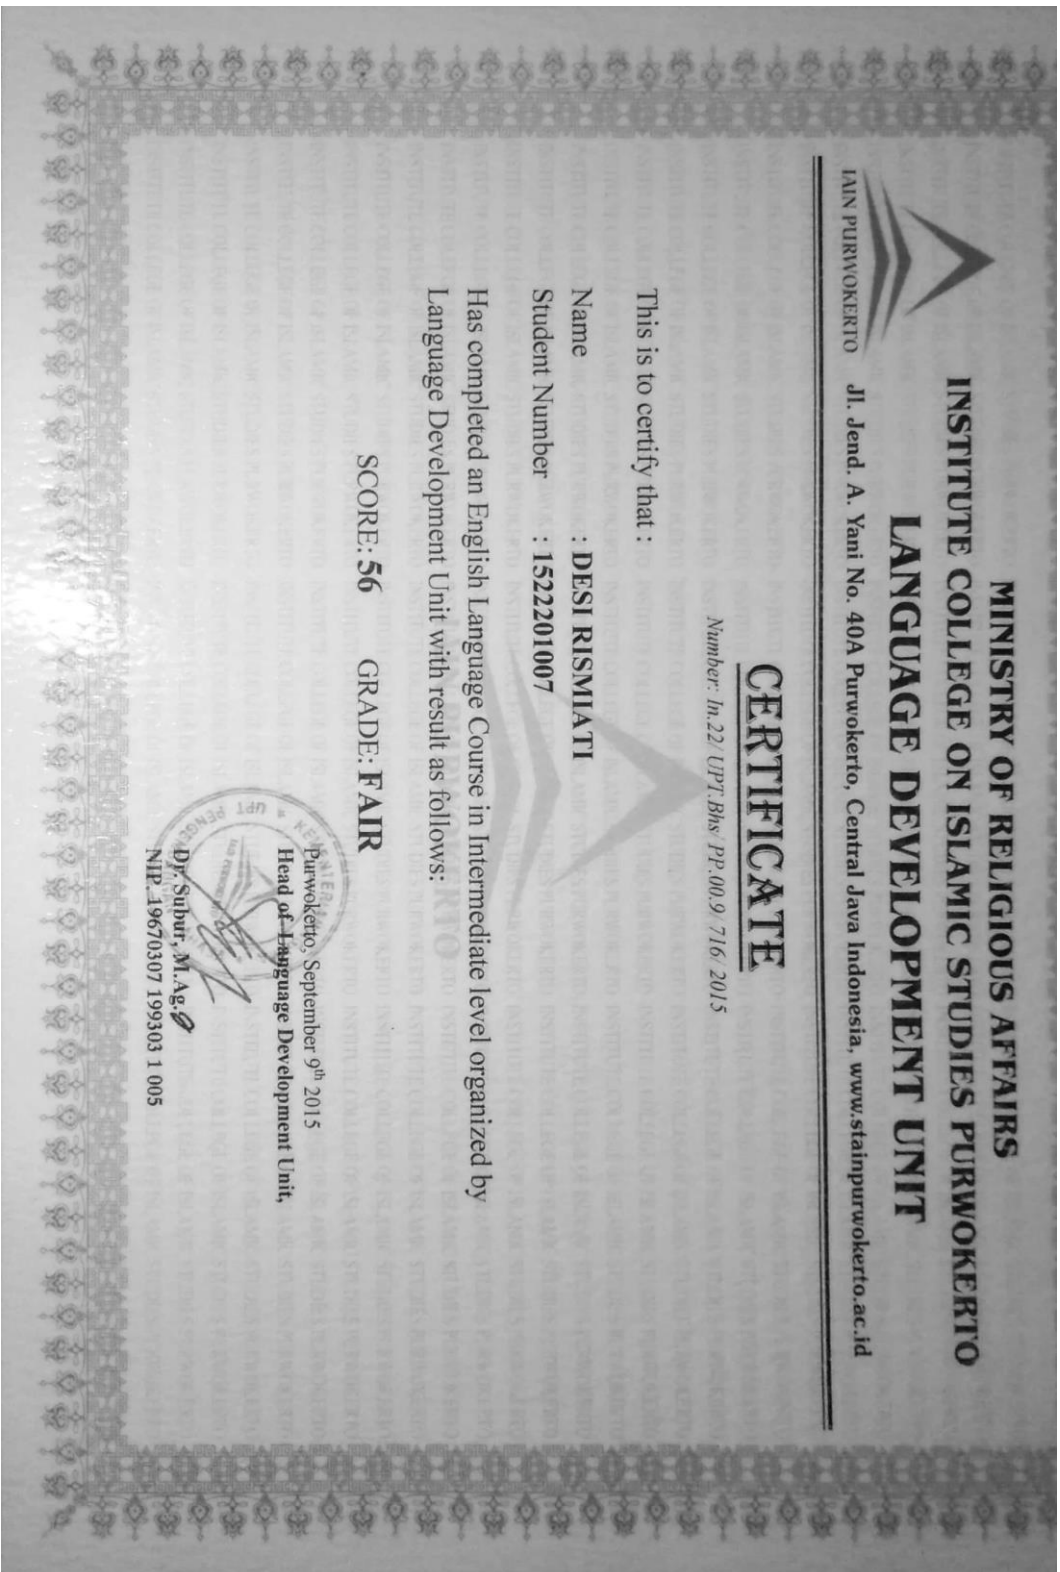 MINISTRY OF RELIGIOUS AFFAIRS
INSTITUTE COLLEGE ON ISLAMIC STUDIES PURWOKERTO
LANGUAGE DEVELOPMENT UNIT
IAIN PURWOKERTO
Jl. Jend. A. Yani No. 40A Purwokerto, Central Java Indonesia, www.stainpurwokerto.ac.id
CERTIFICATE
Number: In.22/ UPT.Bhs/ PP.00.9/ 716/ 2015
This is to certify that :
Name : DESI RISMIATI
Student Number : 1522201007
Has completed an English Language Course in Intermediate level organized by
Language Development Unit with result as follows:
SCORE: 56 GRADE: FAIR
Purwokerto, September 9th 2015
Head of Language Development Unit,
Dr. Subur, M.Ag.
NIP. 19670307 199303 1 005